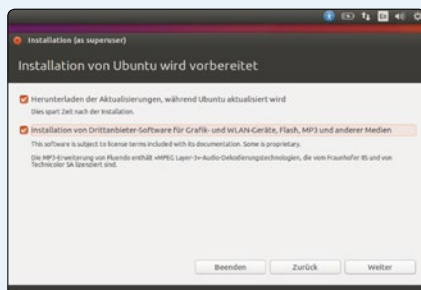 En
Installation (as superuser)
Installation von Ubuntu wird vorbereitet
Herunterladen der Aktualisierungen, während Ubuntu aktualisiert wird
Dies spart Zeit nach der Installation.
Installation von Drittanbieter-Software für Grafik- und WLAN-Geräte, Flash, MP3 und anderer Medien
This software is subject to license terms included with its documentation. Some is proprietary.
Die MP3-Erweiterung von Fluendo enthält »MPEG Layer-3«-Audio-Dekodierungstechnologien, die vom Fraunhofer IIS und von
Technicolor SA lizenziert sind.
Beenden
Zurück
Weiter